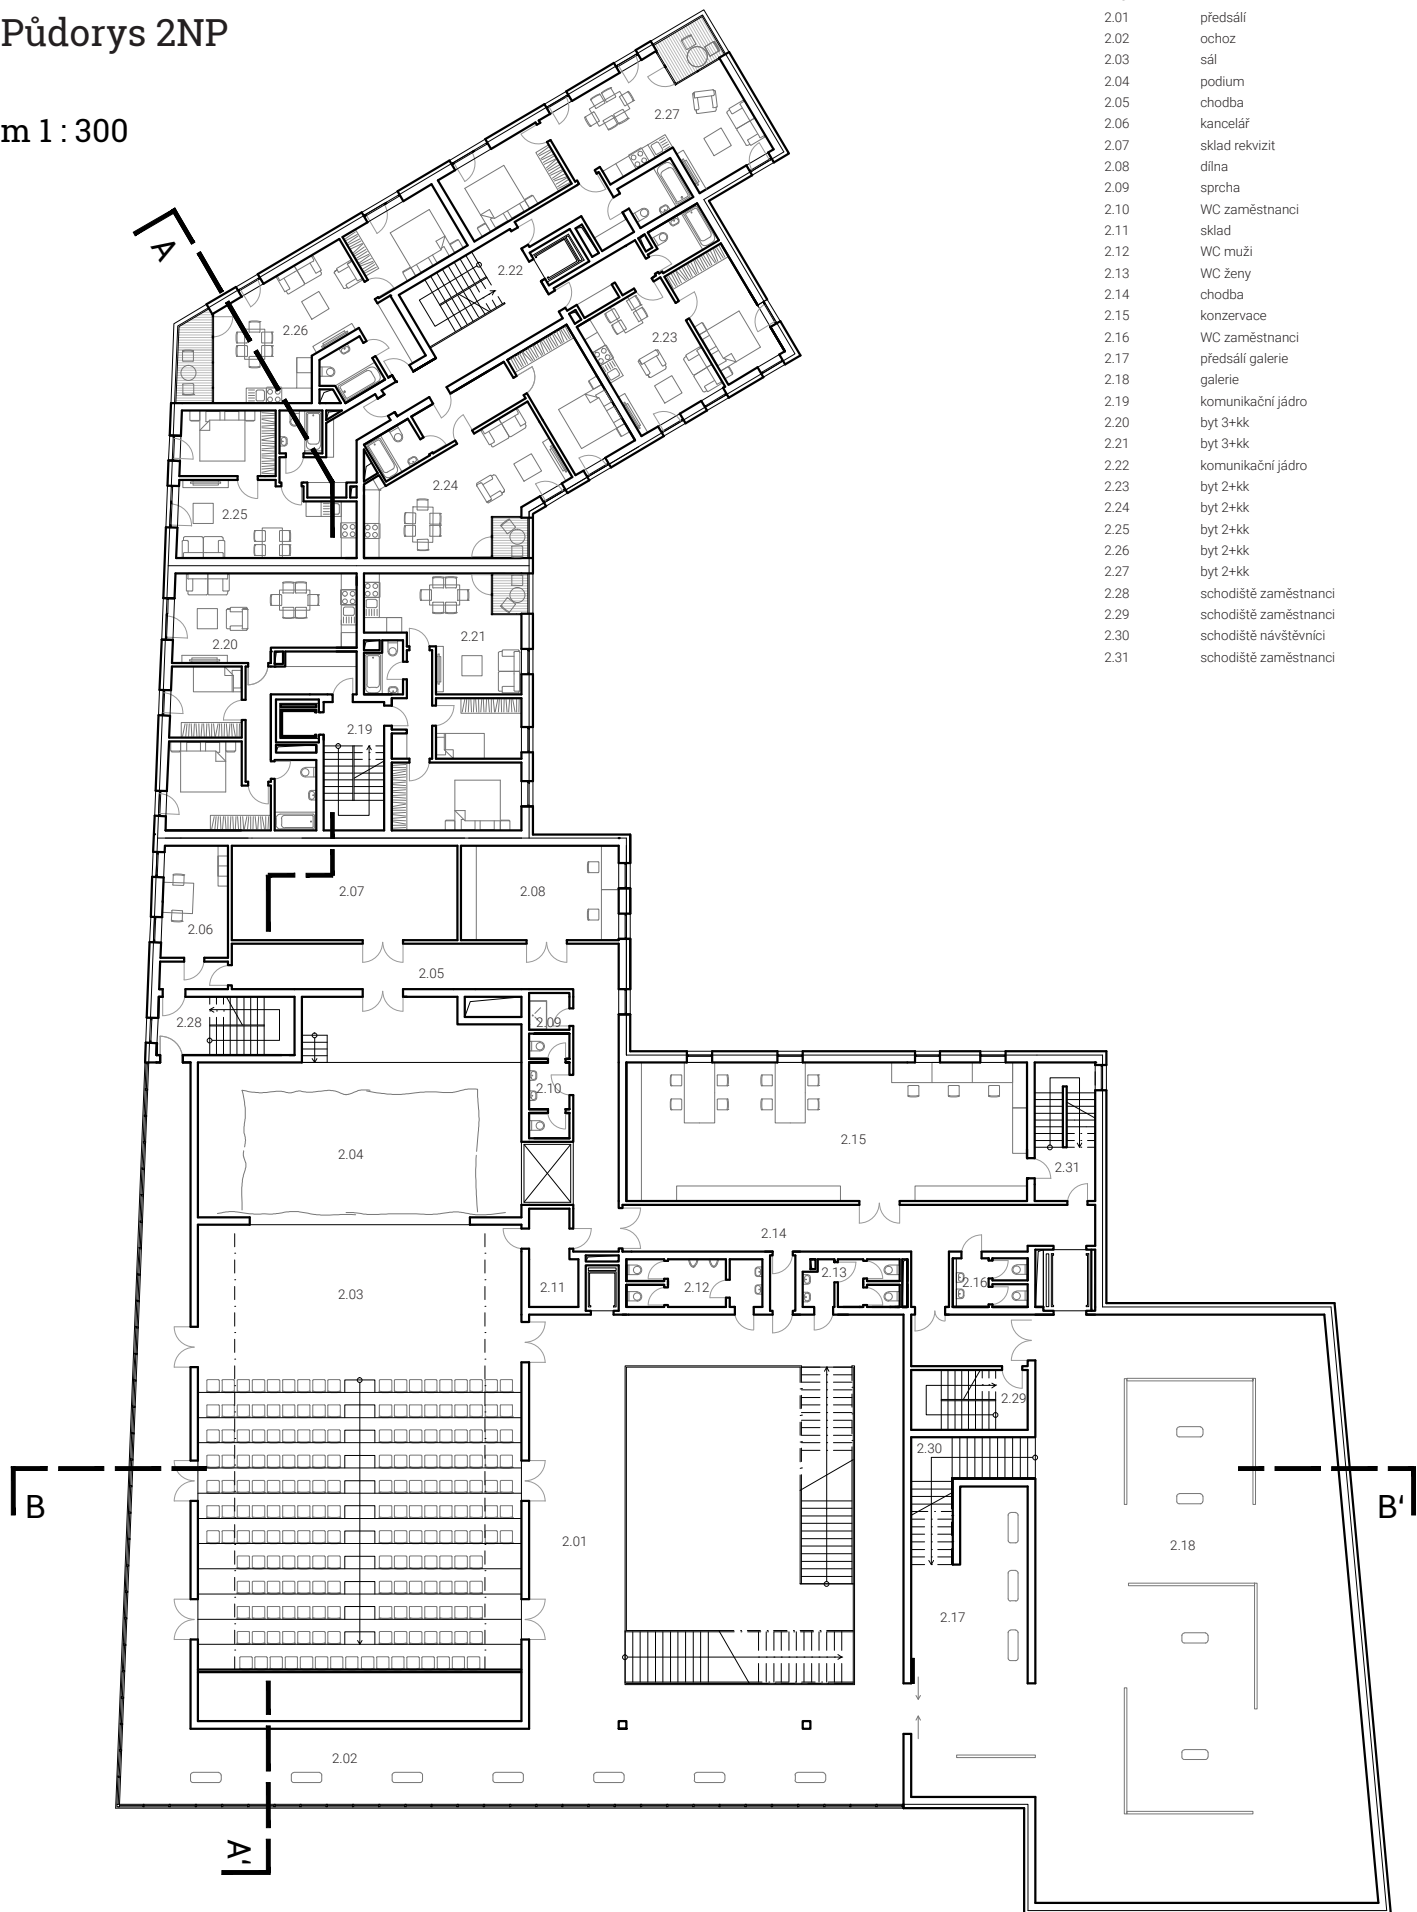 Půdorys 2NP
m 1 : 300
2.01 předsálí
2.02 ochoz
2.03 sál
2.04 podium
2.05 chodba
2.06 kancelář
2.07 sklad rekvizit
2.08 dílna
2.09 sprcha
2.10 WC zaměstnanci
2.11 sklad
2.12 WC muži
2.13 WC ženy
2.14 chodba
2.15 konzervace
2.16 WC zaměstnanci
2.17 předsálí galerie
2.18 galerie
2.19 komunikační jádro
2.20 byt 3+kk
2.21 byt 3+kk
2.22 komunikační jádro
2.23 byt 2+kk
2.24 byt 2+kk
2.25 byt 2+kk
2.26 byt 2+kk
2.27 byt 2+kk
2.28 schodiště zaměstnanci
2.29 schodiště zaměstnanci
2.30 schodiště návštěvníci
2.31 schodiště zaměstnanci
2.27
A
2.22
2.26
2.23
2.24
2.25
2.21
2.20
2.19
2.07
2.08
2.06
2.05
2.28
2.09
2.10
2.15
2.04
2.31
2.14
2.13
2.16
2.11
2.12
2.03
2.29
2.30
B
B'
2.01
2.18
2.17
2.02
A'